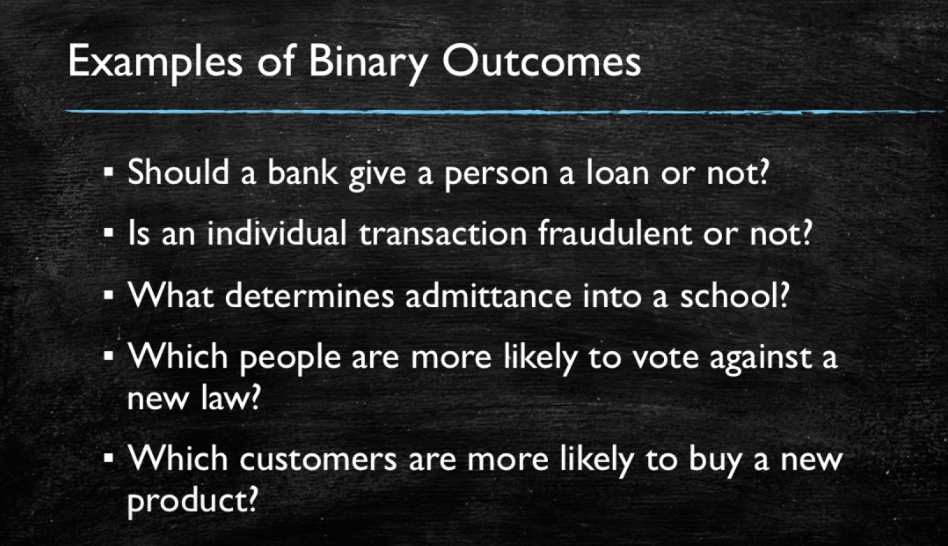 Examples of Binary Outcomes
▪ Should a bank give a person a loan or not?
▪ Is an individual transaction fraudulent or not?
▪ What determines admittance into a school?
▪ Which people are more likely to vote against a
new law?
▪ Which customers are more likely to buy a new
product?